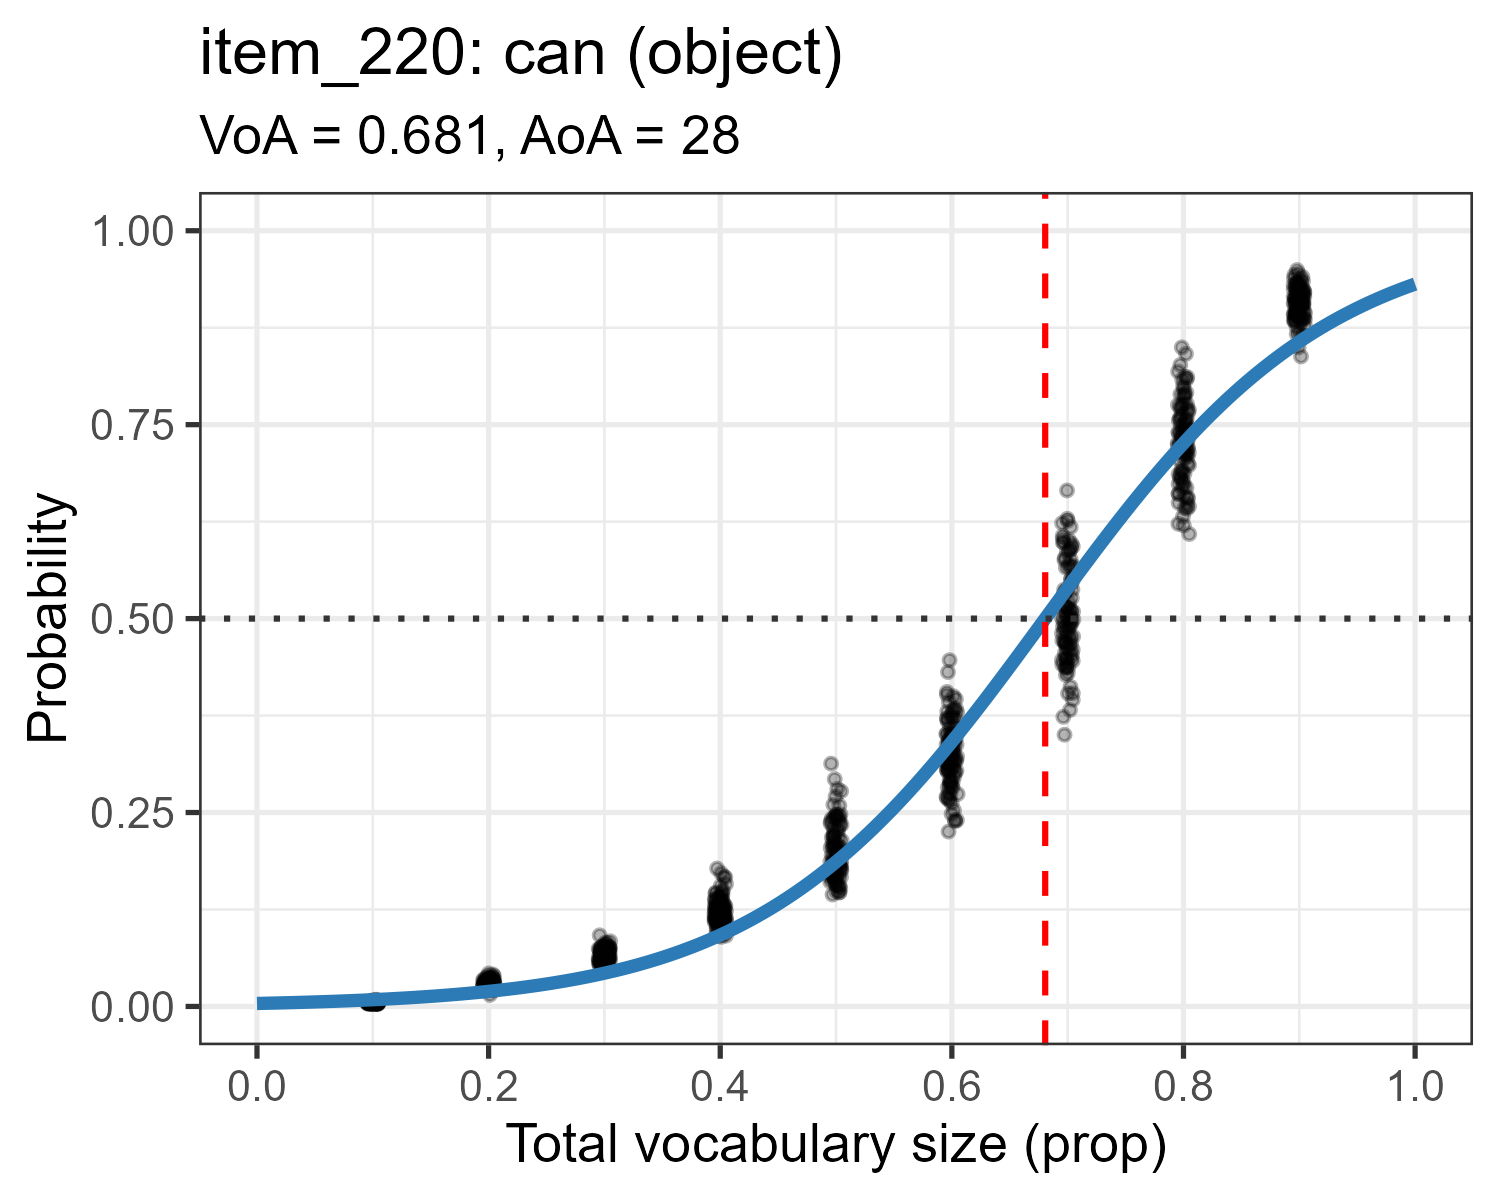 item_220: can (object)
VoA = 0.681, AoA = 28
1.00
0.75
0.50
0.25
0.00
Probability
0.0 0.2 0.4 0.6 0.8 1.0
Total vocabulary size (prop)